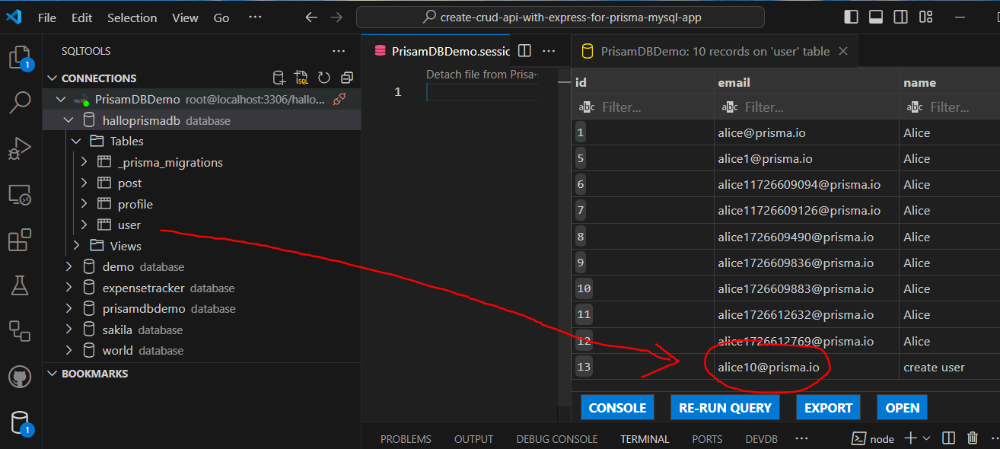 File Edit Selection View Go ··· create-crud-api-with-express-for-prisma-mysql-app
SQLTOOLS ···
CONNECTIONS
PrisamDBDemo root@localhost:3306/hallo...
halloprismadb database
Tables
_prisma_migrations
post
profile
user
Views
demo database
expensetracker database
prisamdbdemo database
sakila database
world database
BOOKMARKS
1
1
PrisamDBDemo.sessic ···
Detach file from Prisa··
1
PrisamDBDemo: 10 records on 'user' table
id email name
abc Filter... abc Filter... abc Filter...
1 alice@prisma.io Alice
5 alice1@prisma.io Alice
6 alice11726609094@prisma.io Alice
7 alice11726609126@prisma.io Alice
8 alice1726609490@prisma.io Alice
9 alice1726609836@prisma.io Alice
10 alice1726609883@prisma.io Alice
11 alice1726612632@prisma.io Alice
12 alice1726612769@prisma.io Alice
13 alice10@prisma.io create user
CONSOLE RE-RUN QUERY EXPORT OPEN
PROBLEMS OUTPUT DEBUG CONSOLE TERMINAL PORTS DEVDB ··· node